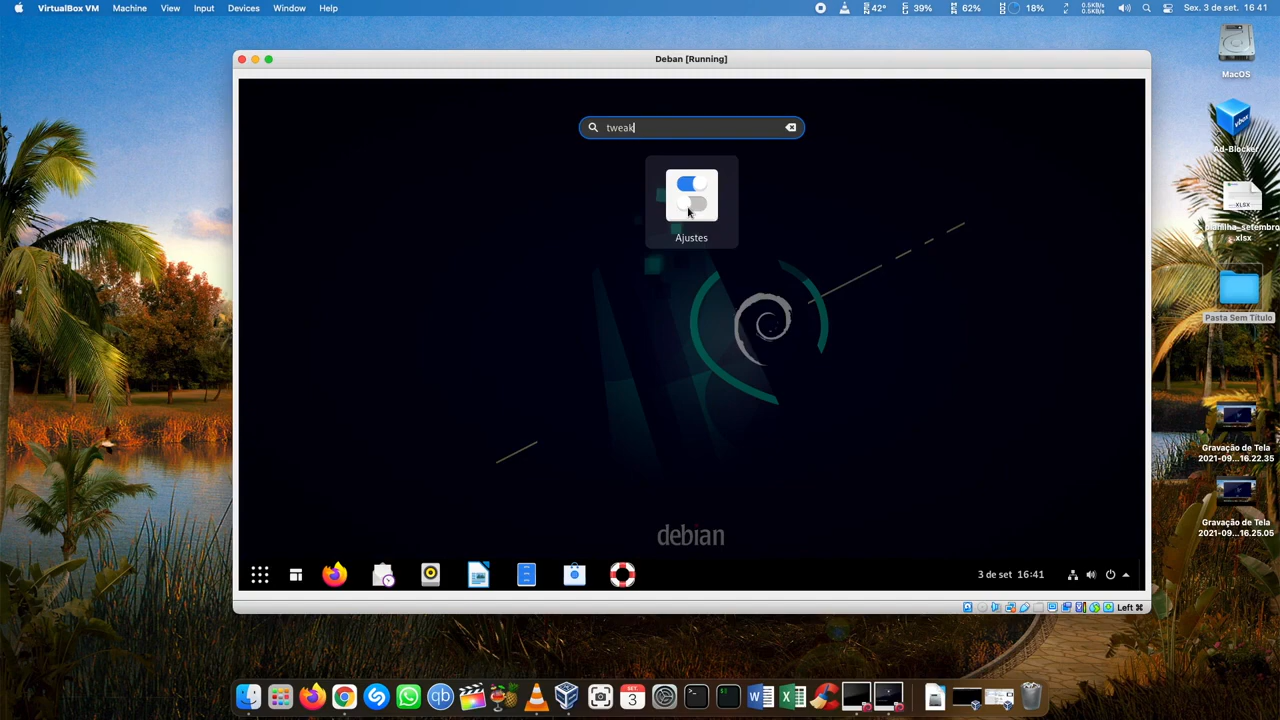 VirtualBox VM Machine View Input Devices Window Help
42° 39% 62% 18% 0.5KB/s 0.5KB/s Sex. 3 de set. 16 41
Deban [Running]
MacOS
tweak
Ajustes
Ad-Blocker
XLSX
planilha_setembro
.xlsx
Pasta Sem Título
Gravação de Tela
2021-09...16.22.35
Gravação de Tela
2021-09...16.25.05
debian
3 de set 16:41
Left ⌘
SET.
3